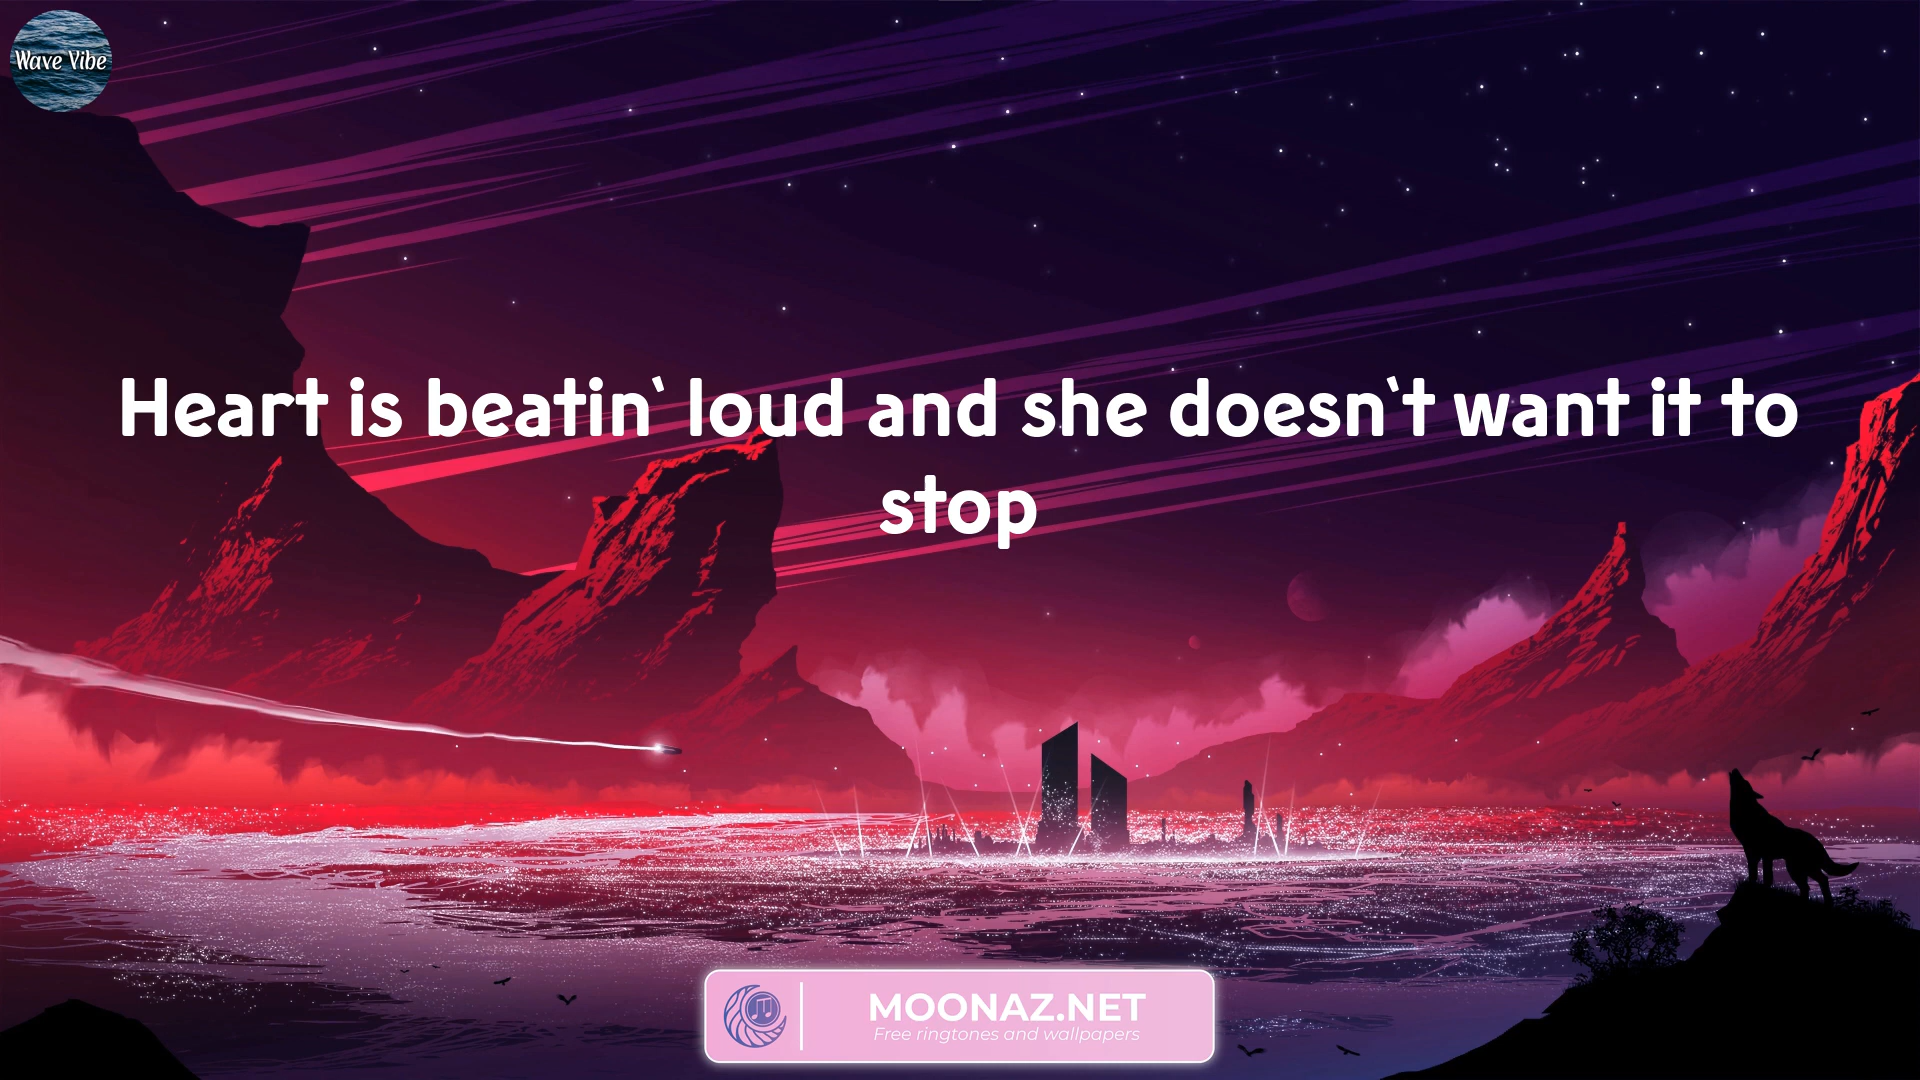 Wave Vibe
Heart is beatin` loud and she doesn`t want it to
stop
MOONAZ.NET
Free ringtones and wallpapers